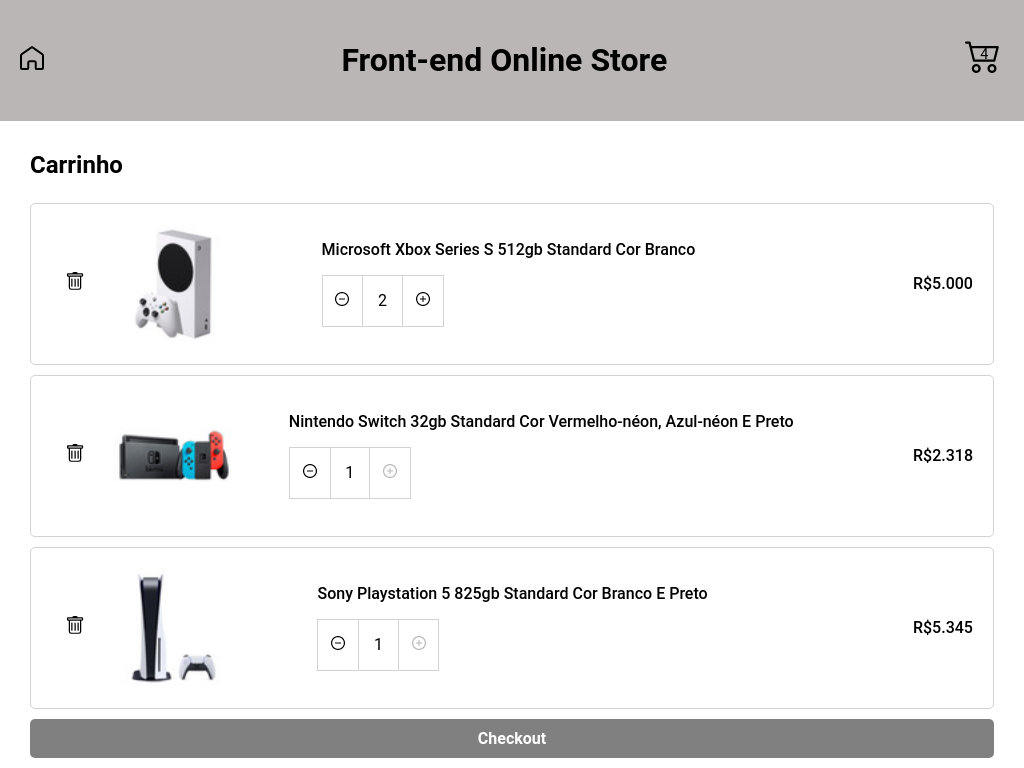 Front-end Online Store
4
Carrinho
Microsoft Xbox Series S 512gb Standard Cor Branco
2
R$5.000
Nintendo Switch 32gb Standard Cor Vermelho-néon, Azul-néon E Preto
1
R$2.318
Sony Playstation 5 825gb Standard Cor Branco E Preto
1
R$5.345
Checkout